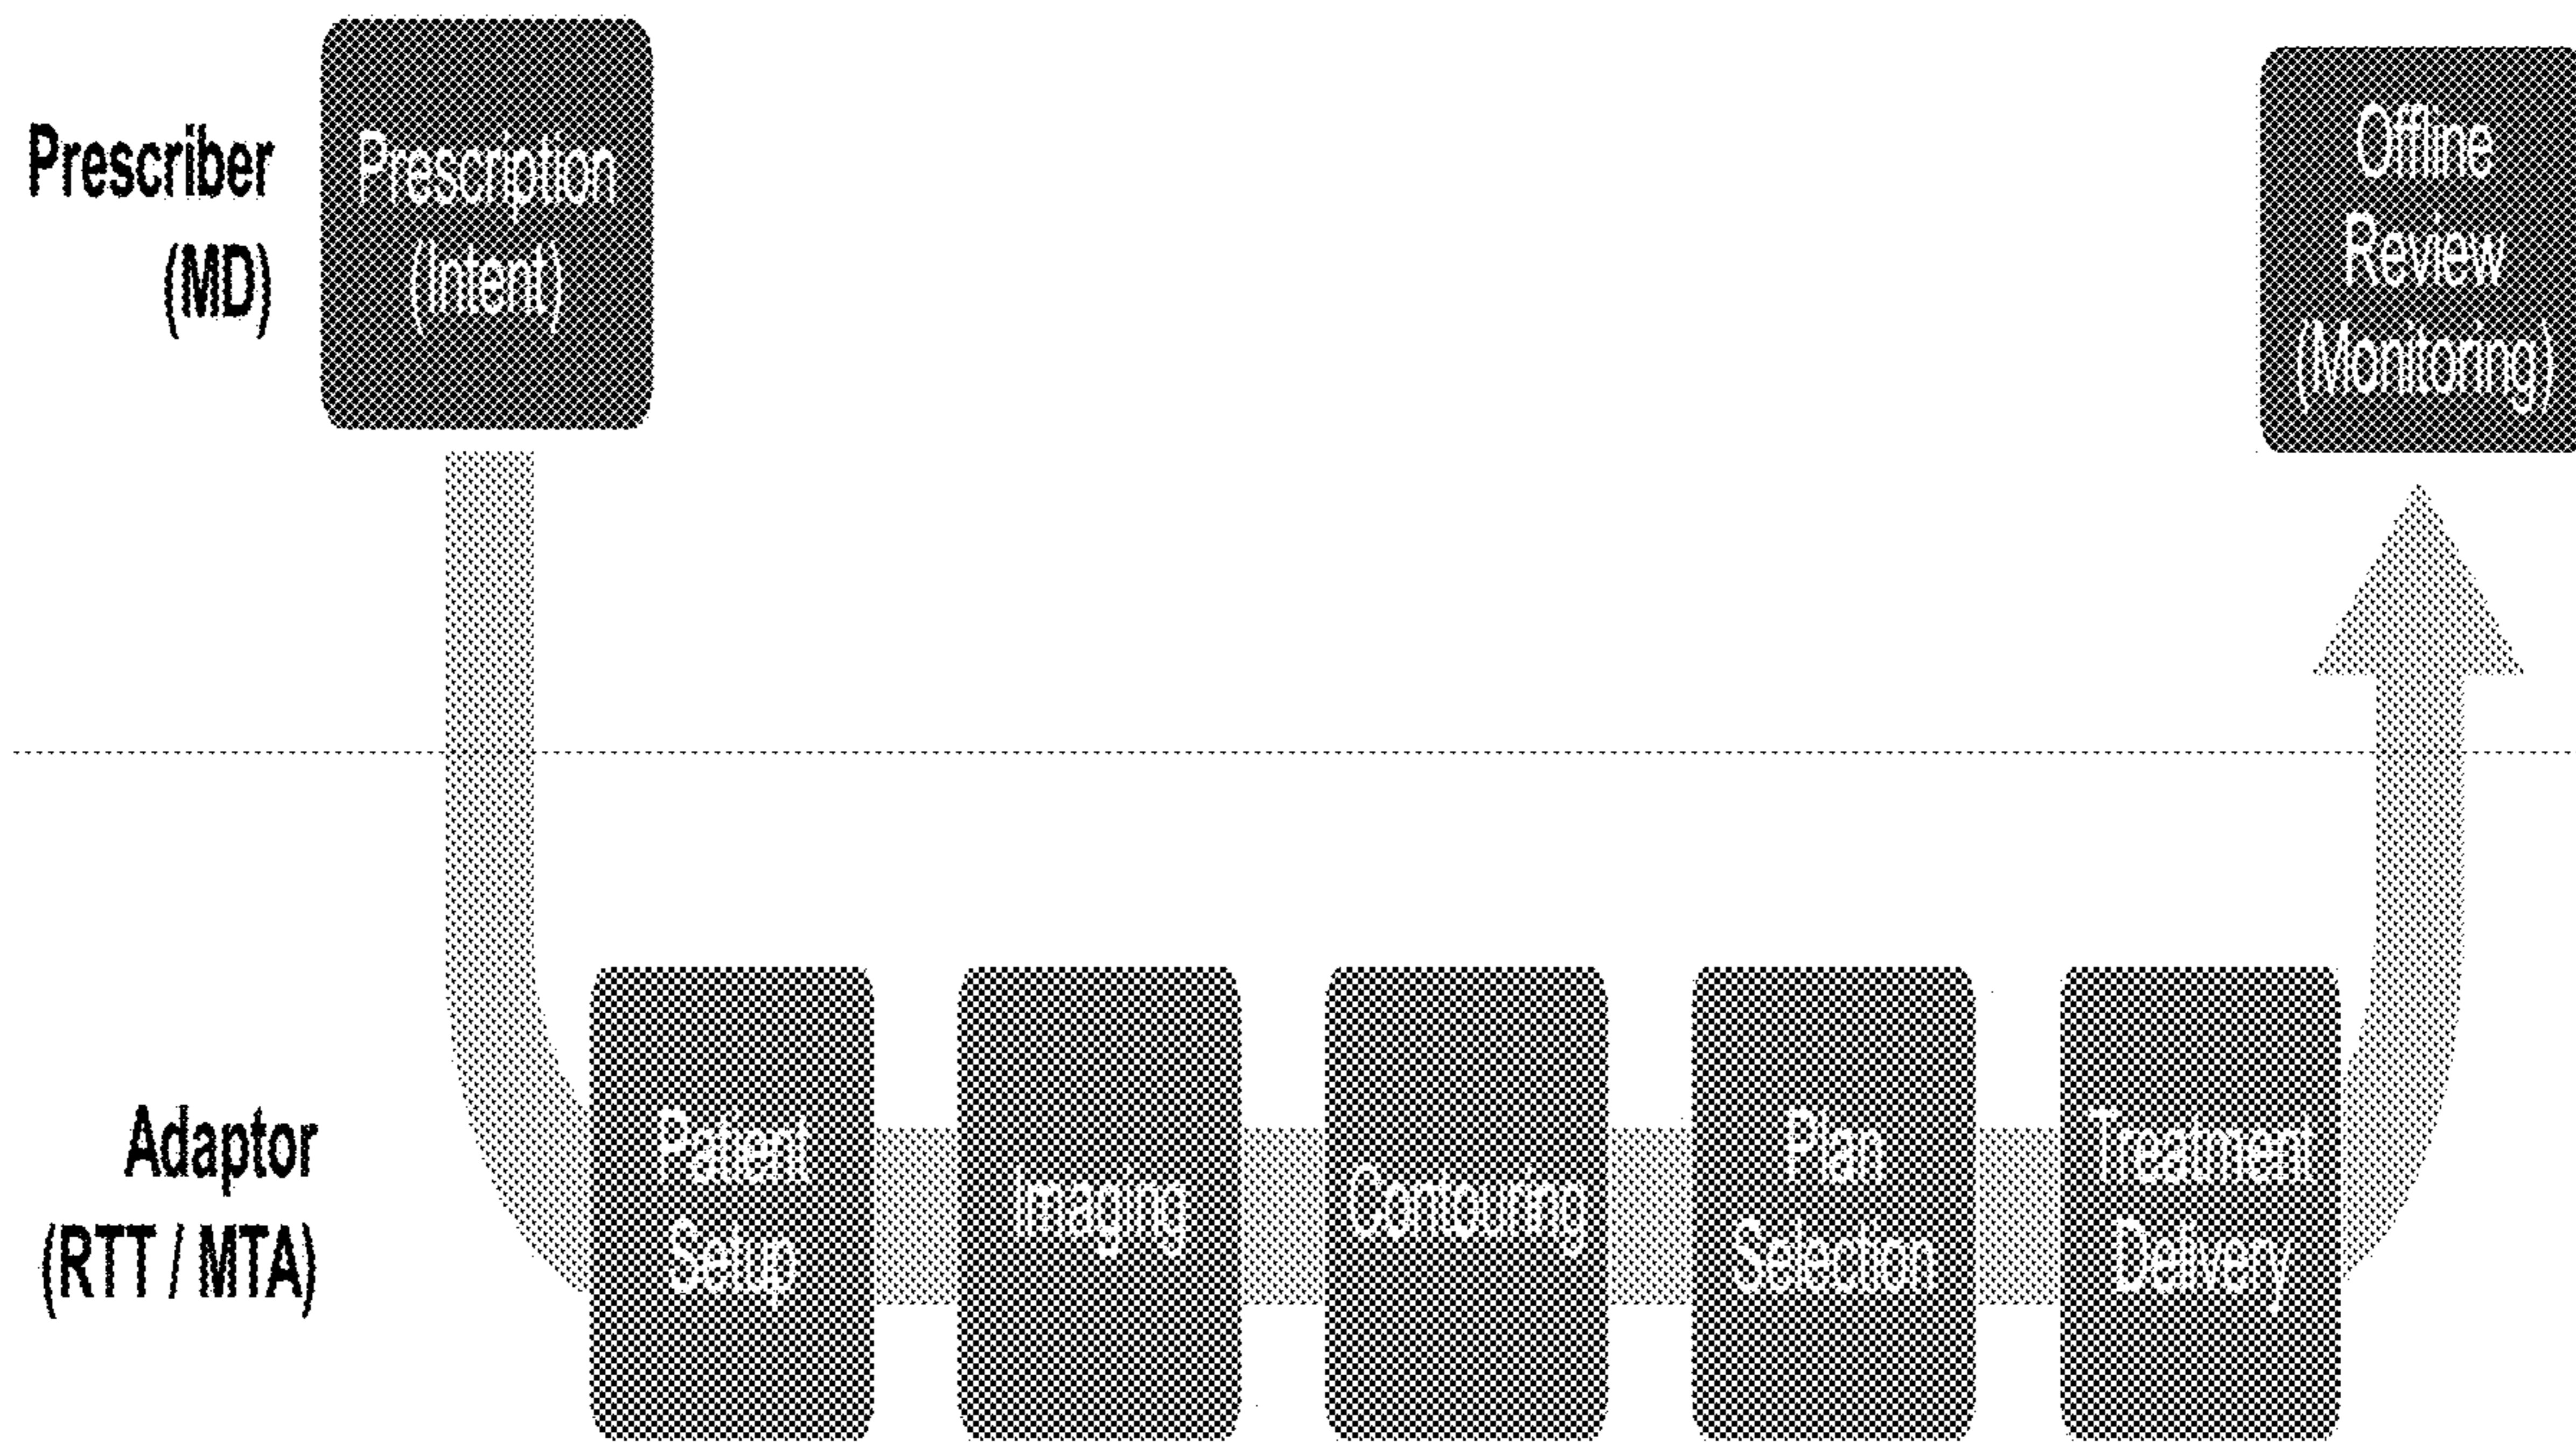 Prescriber
(MD)
Prescription
(Intent)
Offline
Review
(Monitoring)
Adaptor
(RTT / MTA)
Patient
Setup
Imaging
Contouring
Plan
Selection
Treatment
Delivery